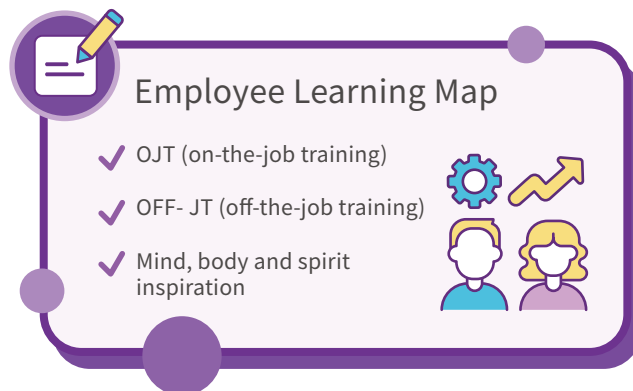 Employee Learning Map
OJT (on-the-job training)
OFF- JT (off-the-job training)
Mind, body and spirit
inspiration